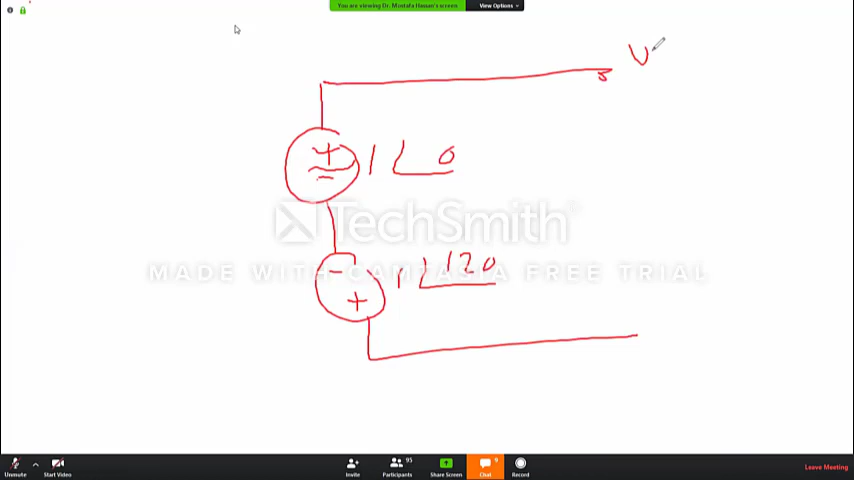 You are viewing Dr. Mostafa Hassan's screen
View Options
V
+
-
1∠0
TechSmith®
MADE WITH CAMTASIA FREE TRIAL
-
+
1∠120
Unmute
Start Video
Invite
95
Participants
Share Screen
9
Chat
Record
Leave Meeting